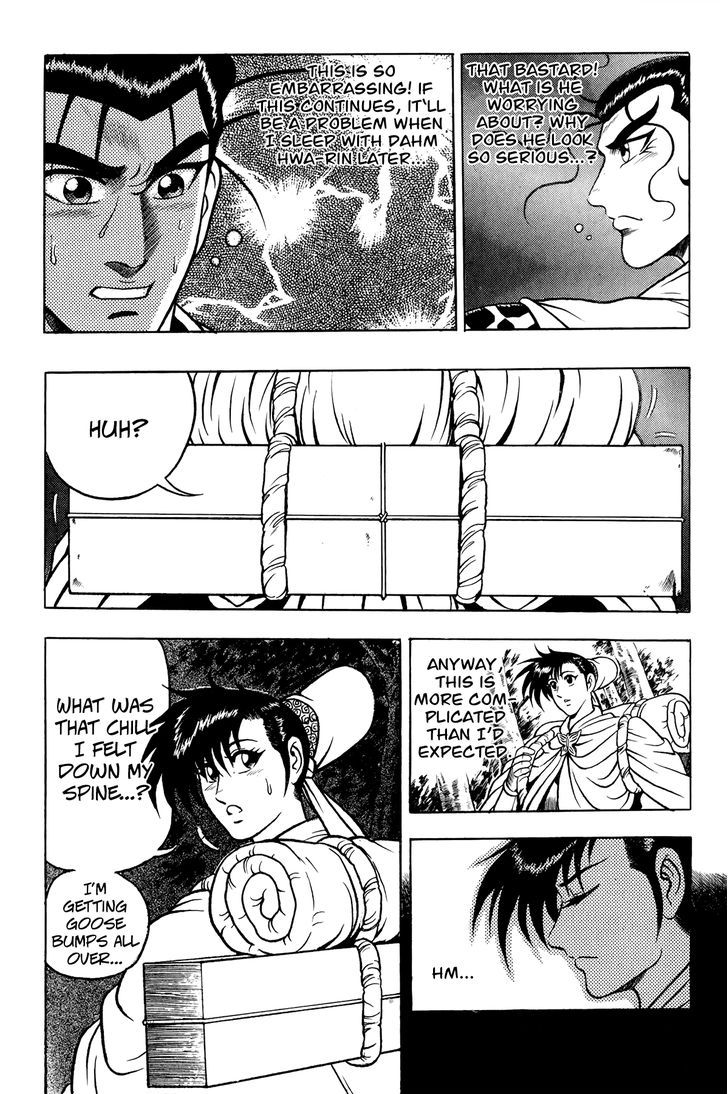 THIS IS SO
EMBARRASSING! IF
THIS CONTINUES, IT'LL
BE A PROBLEM WHEN
I SLEEP WITH DAHM
HWA-RIN LATER...
THAT BASTARD!
WHAT IS HE
WORRYING
ABOUT? WHY
DOES HE LOOK
SO SERIOUS...?
HUH?
WHAT WAS
THAT CHILL
I FELT
DOWN MY
SPINE...?
I'M
GETTING
GOOSE
BUMPS ALL
OVER...
ANYWAY,
THIS IS
MORE COM-
PLICATED
THAN I'D
EXPECTED.
HM...